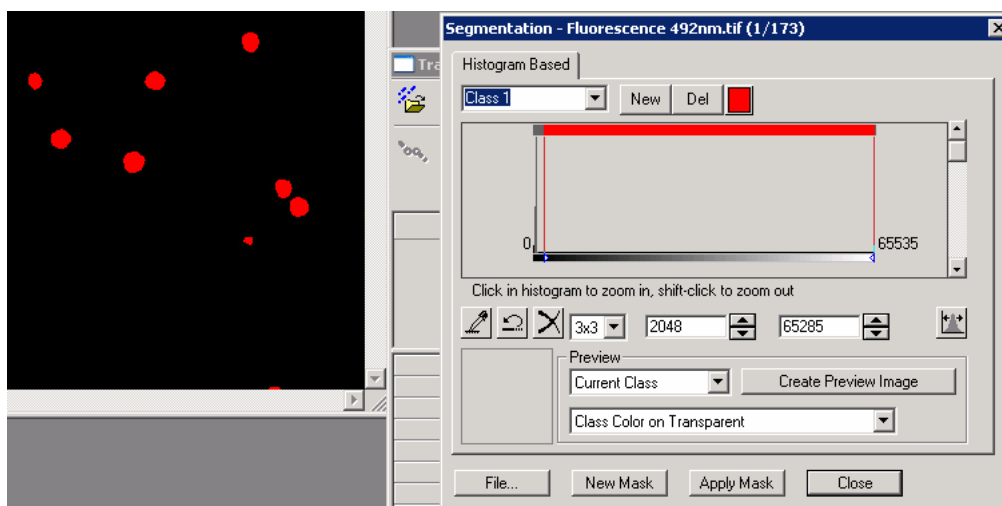 Segmentation - Fluorescence 492nm.tif (1/173)
Tra
Histogram Based
Class 1
New
Del
0
65535
Click in histogram to zoom in, shift-click to zoom out
3x3
2048
65285
Preview
Current Class
Create Preview Image
Class Color on Transparent
File...
New Mask
Apply Mask
Close